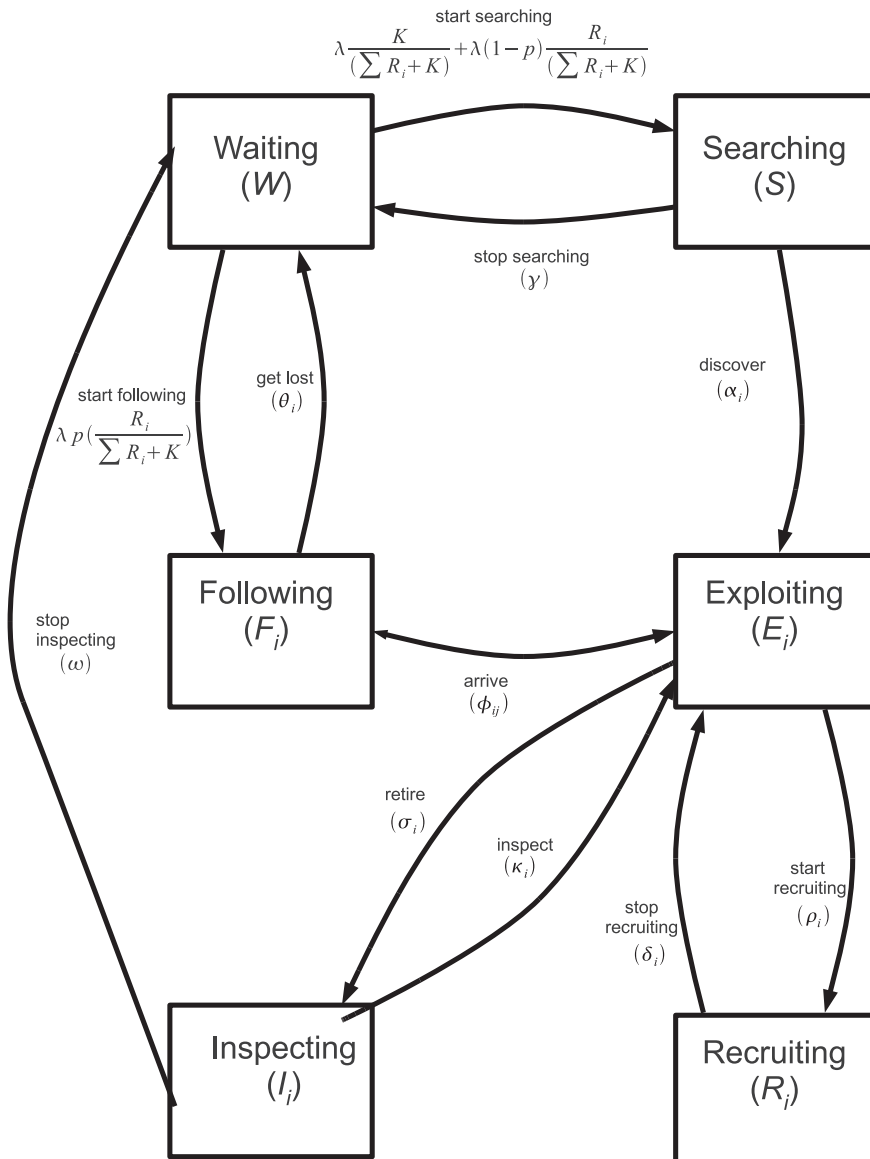 start searching
λ K/(∑ R_i + K) + λ(1−p) R_i/(∑ R_i + K)
Waiting
(W)
Searching
(S)
stop searching
(γ)
discover
(α_i)
get lost
(θ_i)
start following
λ p(R_i/∑ R_i + K)
Following
(F_i)
Exploiting
(E_i)
stop
inspecting
(ω)
arrive
(ϕ_ij)
retire
(σ_i)
inspect
(κ_i)
start
recruiting
(ρ_i)
stop
recruiting
(δ_i)
Inspecting
(I_i)
Recruiting
(R_i)